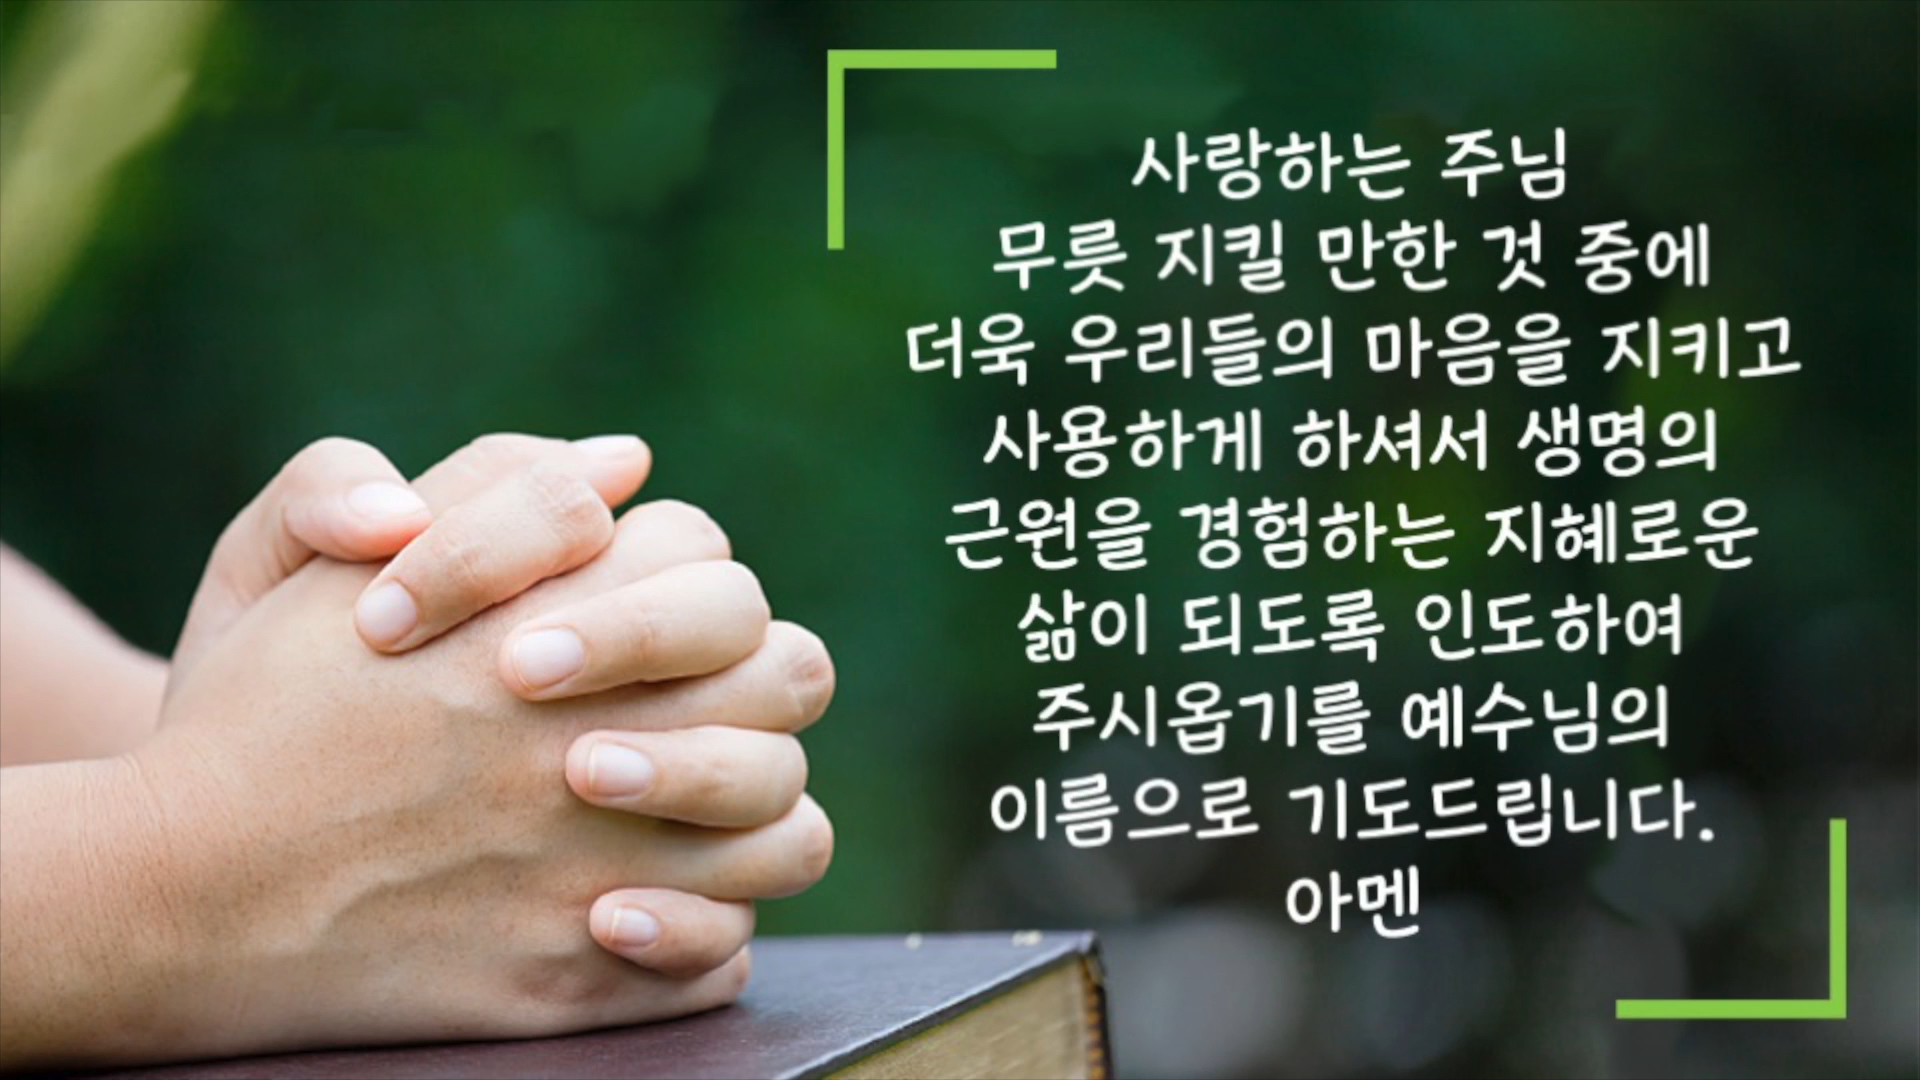 사랑하는 주님
무릇 지킬 만한 것 중에
더욱 우리들의 마음을 지키고
사용하게 하셔서 생명의
근원을 경험하는 지혜로운
삶이 되도록 인도하여
주시옵기를 예수님의
이름으로 기도드립니다.
아멘